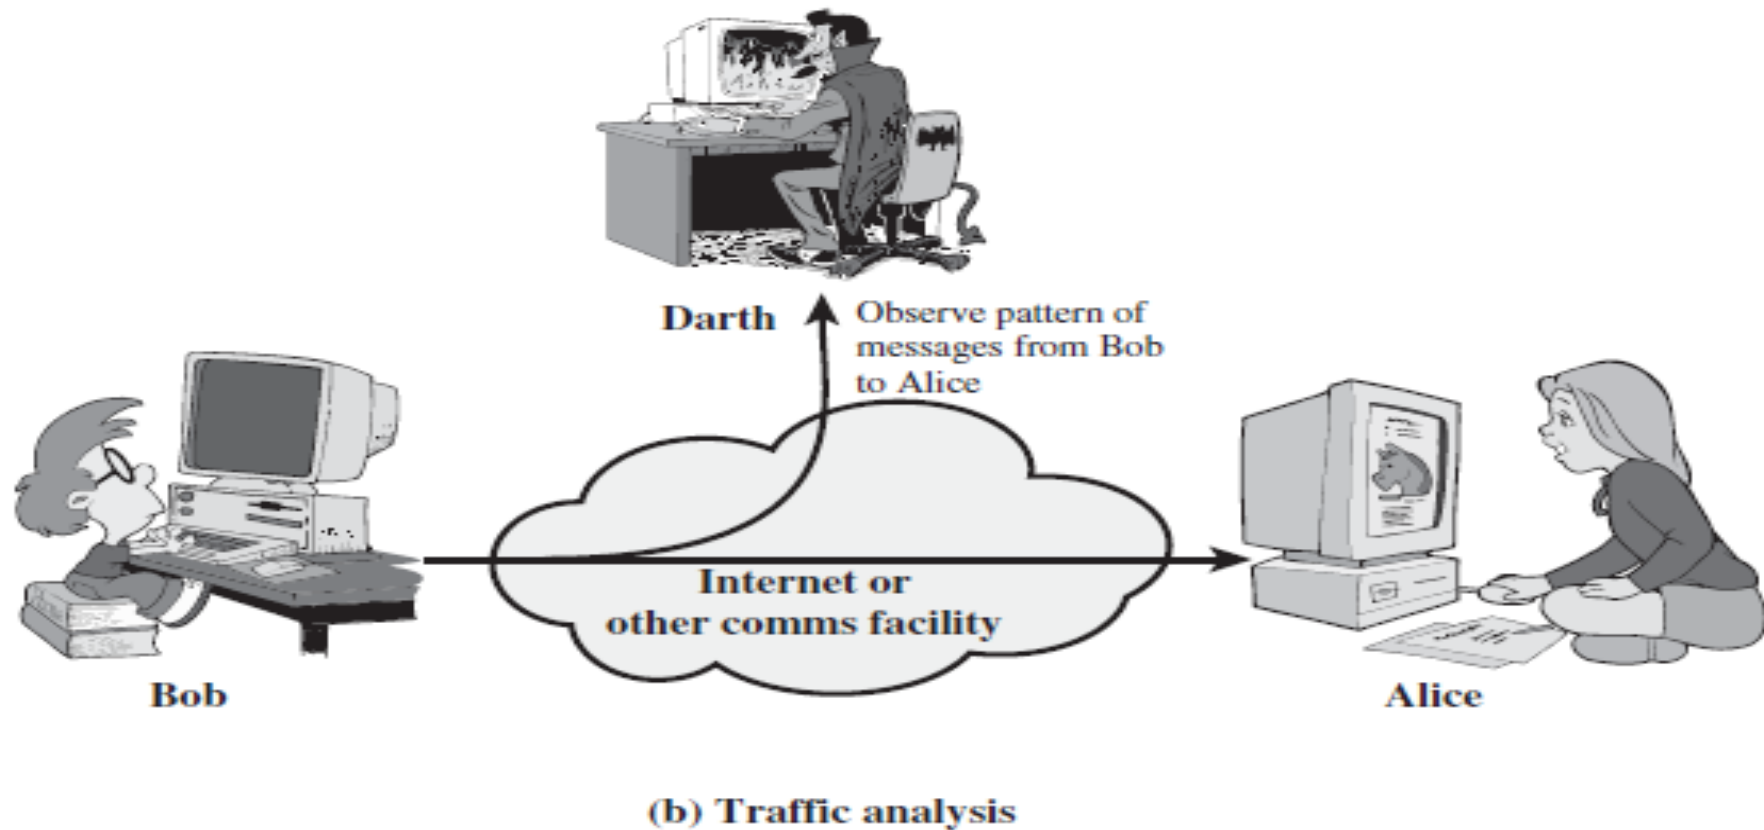 Darth
Observe pattern of
messages from Bob
to Alice
Internet or
other comms facility
Bob
Alice
(b) Traffic analysis